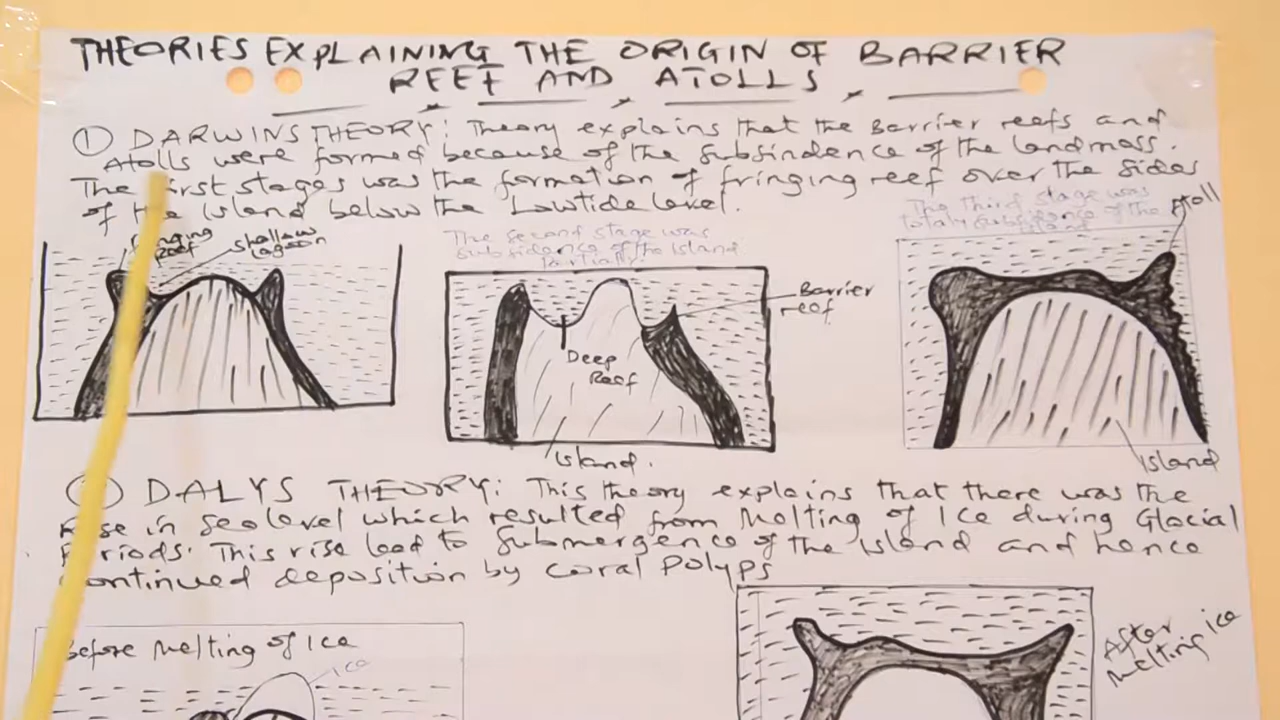 THEORIES EXPLAINING THE ORIGIN OF BARRIER
REEF AND ATOLLS
① DARWINS THEORY: Theory explains that the Barrier reefs and
Atolls were formed because of the Subsindence of the landmass.
The first stages was the formation of fringing reef over the sides
of the Island below the Lowtide level.
Reef
Shallow
Lagoon
The second stage was
Subsidence of the Island
Partially
The third stage was
totaly subsidence of the
Island
Atoll
Barrier
reef
Deep
Reef
Island.
Island
DALYS THEORY: This theory explains that there was the
rise in sealevel which resulted from Melting of Ice during Glacial
Periods. This rise lead to Submergence of the Island and hence
continued deposition by coral Polyps
Before Melting of Ice
Ice
After
Melting ice